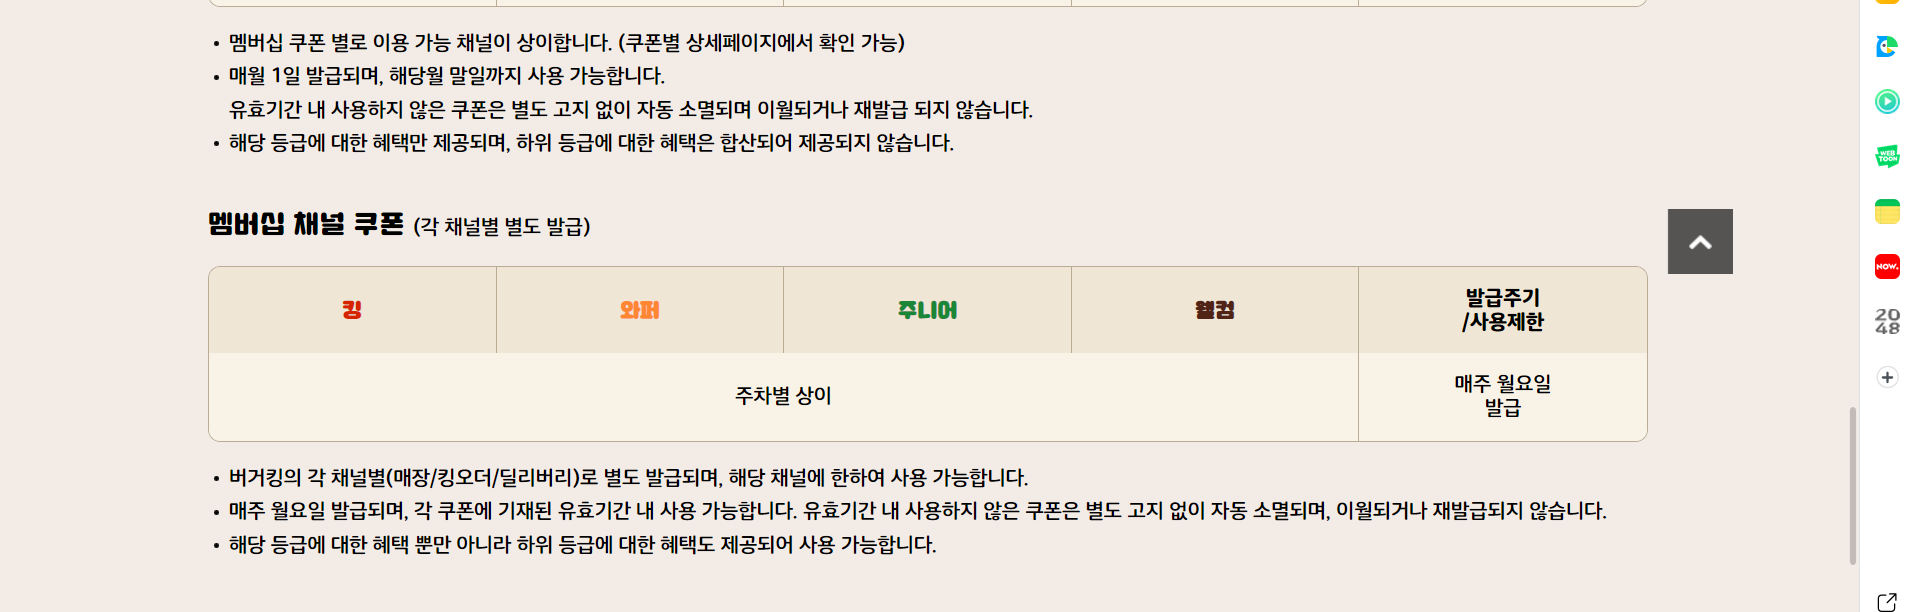 멤버십 쿠폰 별로 이용 가능 채널이 상이합니다. (쿠폰별 상세페이지에서 확인 가능)
매월 1일 발급되며, 해당월 말일까지 사용 가능합니다.
유효기간 내 사용하지 않은 쿠폰은 별도 고지 없이 자동 소멸되며 이월되거나 재발급 되지 않습니다.
해당 등급에 대한 혜택만 제공되며, 하위 등급에 대한 혜택은 합산되어 제공되지 않습니다.
멤버십 채널 쿠폰 (각 채널별 별도 발급)
킹
와퍼
주니어
웰컴
발급주기
/사용제한
주차별 상이
매주 월요일
발급
버거킹의 각 채널별(매장/킹오더/딜리버리)로 별도 발급되며, 해당 채널에 한하여 사용 가능합니다.
매주 월요일 발급되며, 각 쿠폰에 기재된 유효기간 내 사용 가능합니다. 유효기간 내 사용하지 않은 쿠폰은 별도 고지 없이 자동 소멸되며, 이월되거나 재발급되지 않습니다.
해당 등급에 대한 혜택 뿐만 아니라 하위 등급에 대한 혜택도 제공되어 사용 가능합니다.
WEB
TOON
NOW.
20
48